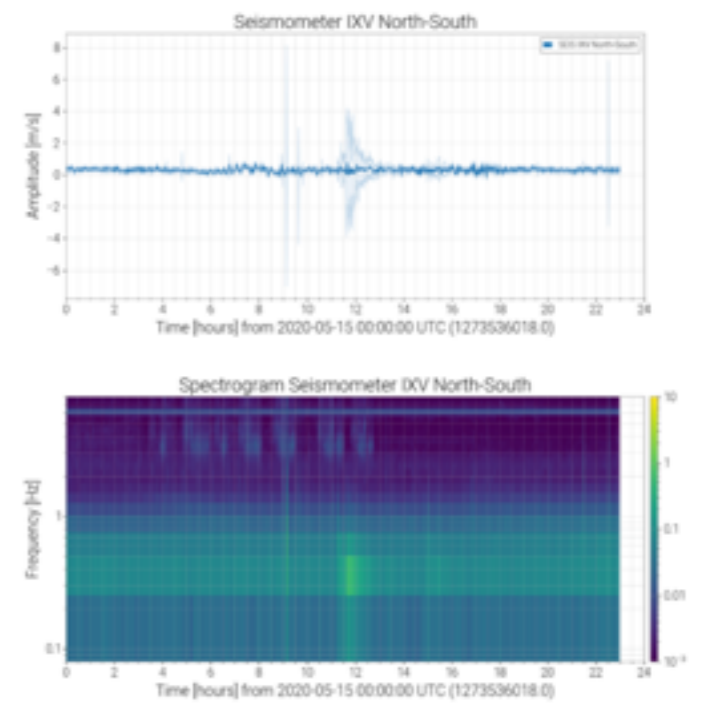 Seismometer IXV North-South
8
6
4
2
0
-2
-4
-6
Amplitude [m/s]
0 2 4 6 8 10 12 14 16 18 20 22 24
Time [hours] from 2020-05-15 00:00:00 UTC (1273536018.0)
Spectrogram Seismometer IXV North-South
Frequency [Hz]
1
0.1
10
1
0.1
0.01
0 2 4 6 8 10 12 14 16 18 20 22 24
Time [hours] from 2020-05-15 00:00:00 UTC (1273536018.0)